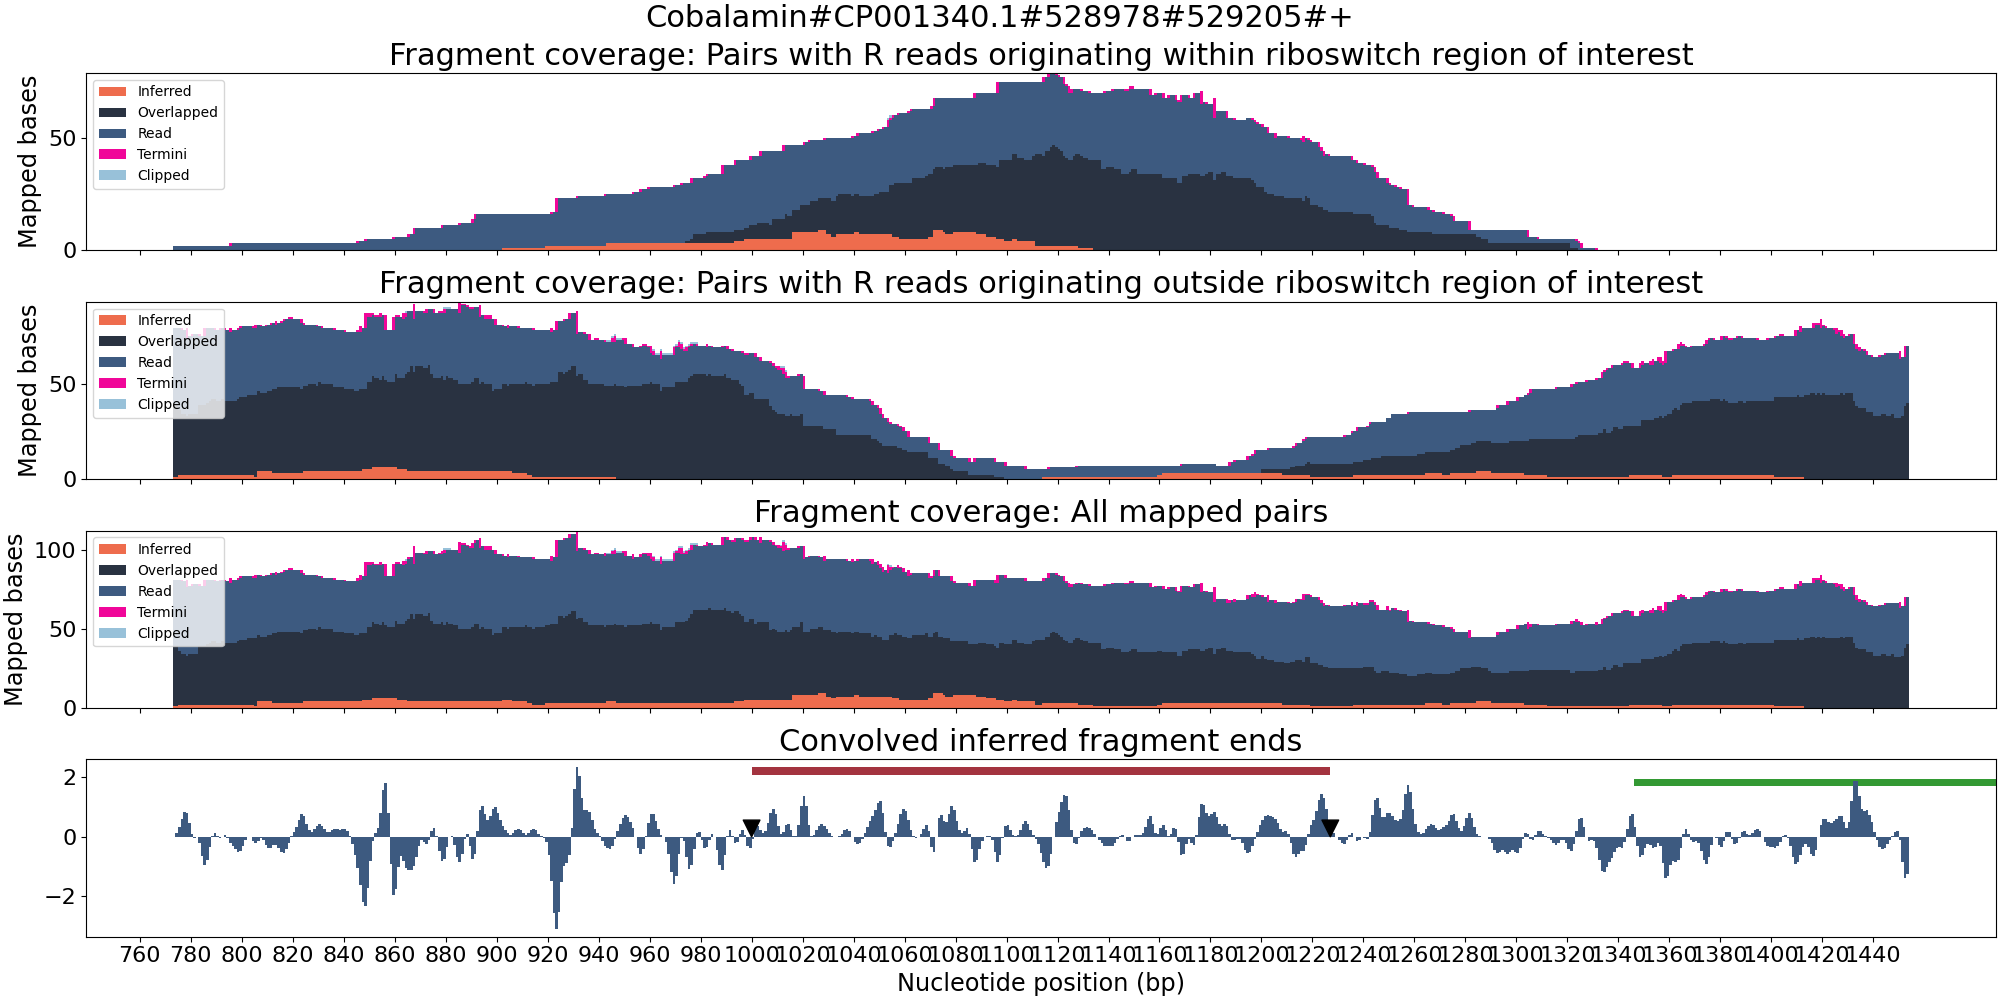 Cobalamin#CP001340.1#528978#529205#+
Fragment coverage: Pairs with R reads originating within riboswitch region of interest
Mapped bases
50
0
Inferred
Overlapped
Read
Termini
Clipped
Fragment coverage: Pairs with R reads originating outside riboswitch region of interest
Mapped bases
50
0
Inferred
Overlapped
Read
Termini
Clipped
Fragment coverage: All mapped pairs
Mapped bases
100
50
0
Inferred
Overlapped
Read
Termini
Clipped
Convolved inferred fragment ends
2
0
−2
760 780 800 820 840 860 880 900 920 940 960 980 1000 1020 1040 1060 1080 1100 1120 1140 1160 1180 1200 1220 1240 1260 1280 1300 1320 1340 1360 1380 1400 1420 1440
Nucleotide position (bp)